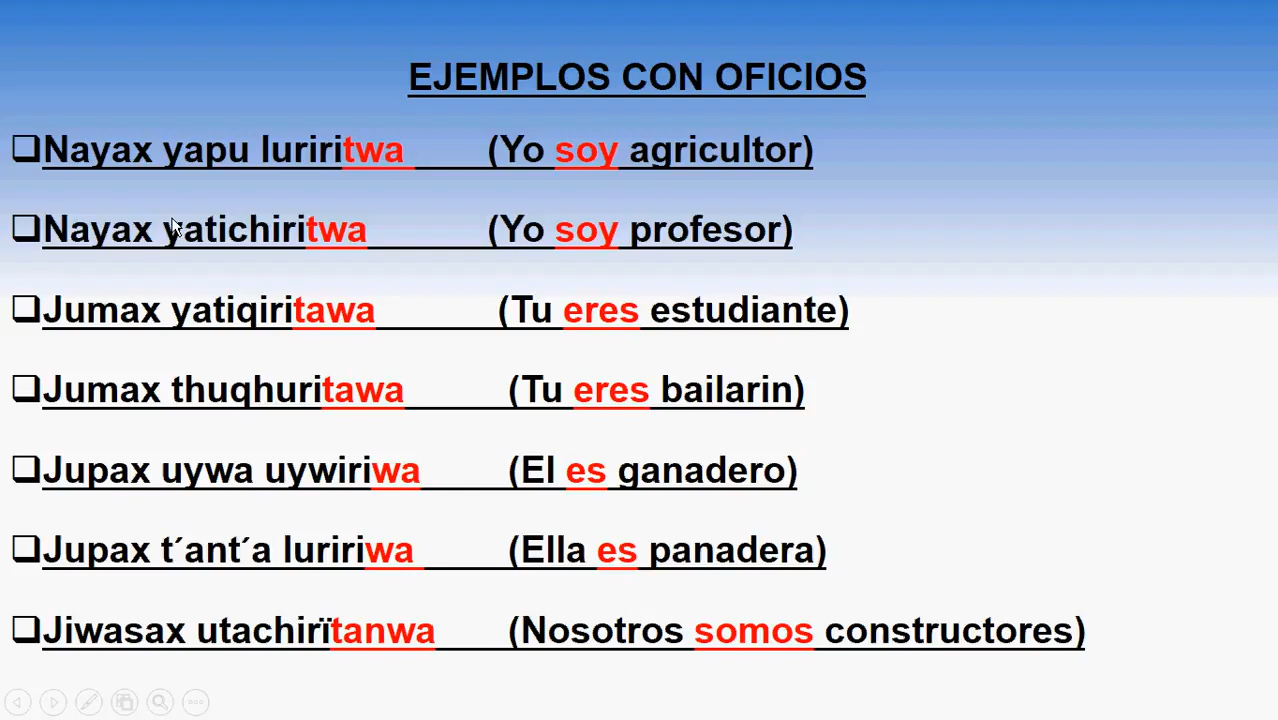 EJEMPLOS CON OFICIOS
Nayax yapu luriritwa (Yo soy agricultor)
Nayax yatichiritwa (Yo soy profesor)
Jumax yatiqiritawa (Tu eres estudiante)
Jumax thuqhuritawa (Tu eres bailarin)
Jupax uywa uywiriwa (El es ganadero)
Jupax t´ant´a luririwa (Ella es panadera)
Jiwasax utachirïtanwa (Nosotros somos constructores)